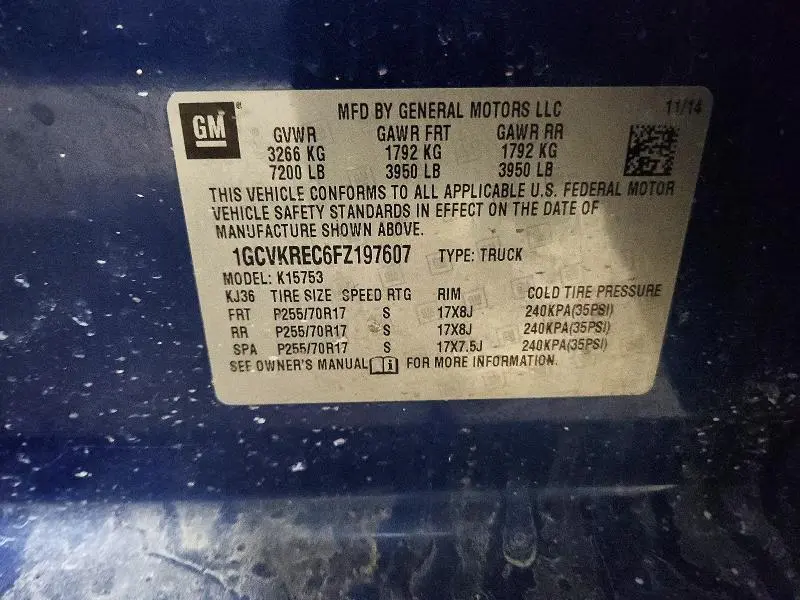 GM
MFD BY GENERAL MOTORS LLC 11/14
GVWR GAWR FRT GAWR RR
3266 KG 1792 KG 1792 KG
7200 LB 3950 LB 3950 LB
THIS VEHICLE CONFORMS TO ALL APPLICABLE U.S. FEDERAL MOTOR
VEHICLE SAFETY STANDARDS IN EFFECT ON THE DATE OF
MANUFACTURE SHOWN ABOVE.
1GCVKREC6FZ197607 TYPE: TRUCK
MODEL: K15753
KJ36 TIRE SIZE SPEED RTG RIM COLD TIRE PRESSURE
FRT P255/70R17 S 17X8J 240KPA(35PSI)
RR P255/70R17 S 17X8J 240KPA(35PSI)
SPA P255/70R17 S 17X7.5J 240KPA(35PSI)
SEE OWNER'S MANUAL FOR MORE INFORMATION.